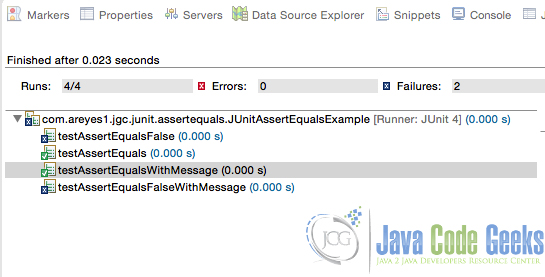 Markers Properties Servers Data Source Explorer Snippets Console J
Finished after 0.023 seconds
Runs: 4/4 Errors: 0 Failures: 2
com.areyes1.jgc.junit.assertequals.JUnitAssertEqualsExample [Runner: JUnit 4] (0.000 s)
testAssertEqualsFalse (0.000 s)
testAssertEquals (0.000 s)
testAssertEqualsWithMessage (0.000 s)
testAssertEqualsFalseWithMessage (0.000 s)
JCG Java Code Geeks
Java 2 Java Developers Resource Center